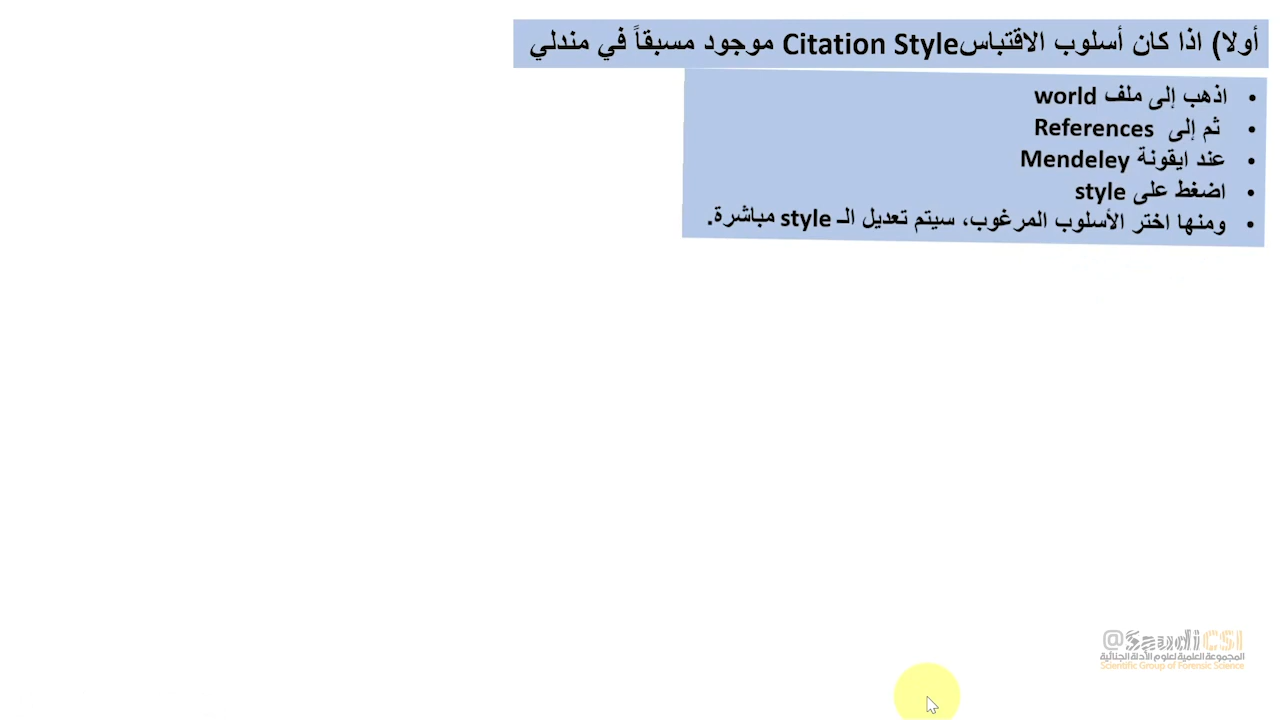 أولا) اذا كان أسلوب الاقتباسCitation Style موجود مسبقاً في مندلي
• اذهب إلى ملف world
• ثم إلى References
• عند ايقونة Mendeley
• اضغط على style
• ومنها اختر الأسلوب المرغوب، سيتم تعديل الـ style مباشرة.
@SaudiCSI
المجموعة العلمية لعلوم الأدلة الجنائية
Scientific Group of Forensic Science